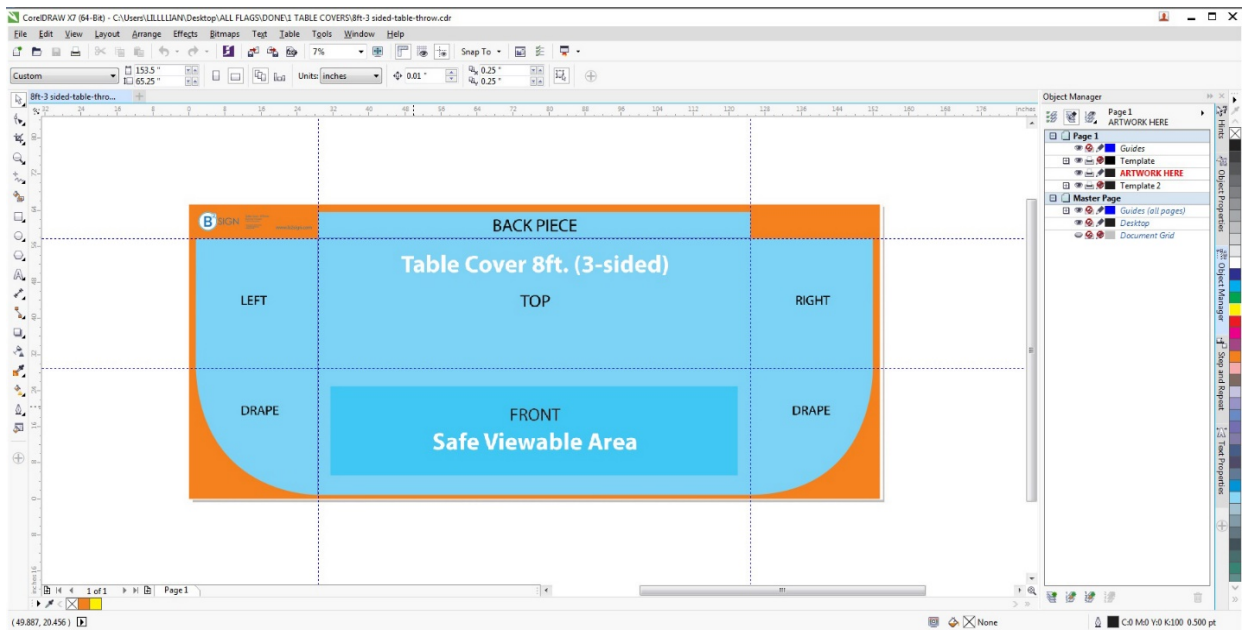 CorelDRAW X7 (64-Bit) - C:\Users\LILLLLIAN\Desktop\ALL FLAGS\DONE\1 TABLE COVERS\8ft-3 sided-table-throw.cdr
File Edit View Layout Arrange Effects Bitmaps Text Table Tools Window Help
7% Snap To
Custom 153.5 " 65.25 " Units: inches 0.01 " 0.25 " 0.25 "
8ft-3 sided-table-thro...
inches
Object Manager
Page 1
ARTWORK HERE
Page 1
Guides
Template
ARTWORK HERE
Template 2
Master Page
Guides (all pages)
Desktop
Document Grid
B SIGN
BACK PIECE
Table Cover 8ft. (3-sided)
LEFT TOP RIGHT
DRAPE FRONT DRAPE
Safe Viewable Area
Hints
Object Properties
Object Manager
Step and Repeat
Text Properties
1 of 1 Page 1
(49.887, 20.456) None C:0 M:0 Y:0 K:100 0.500 pt